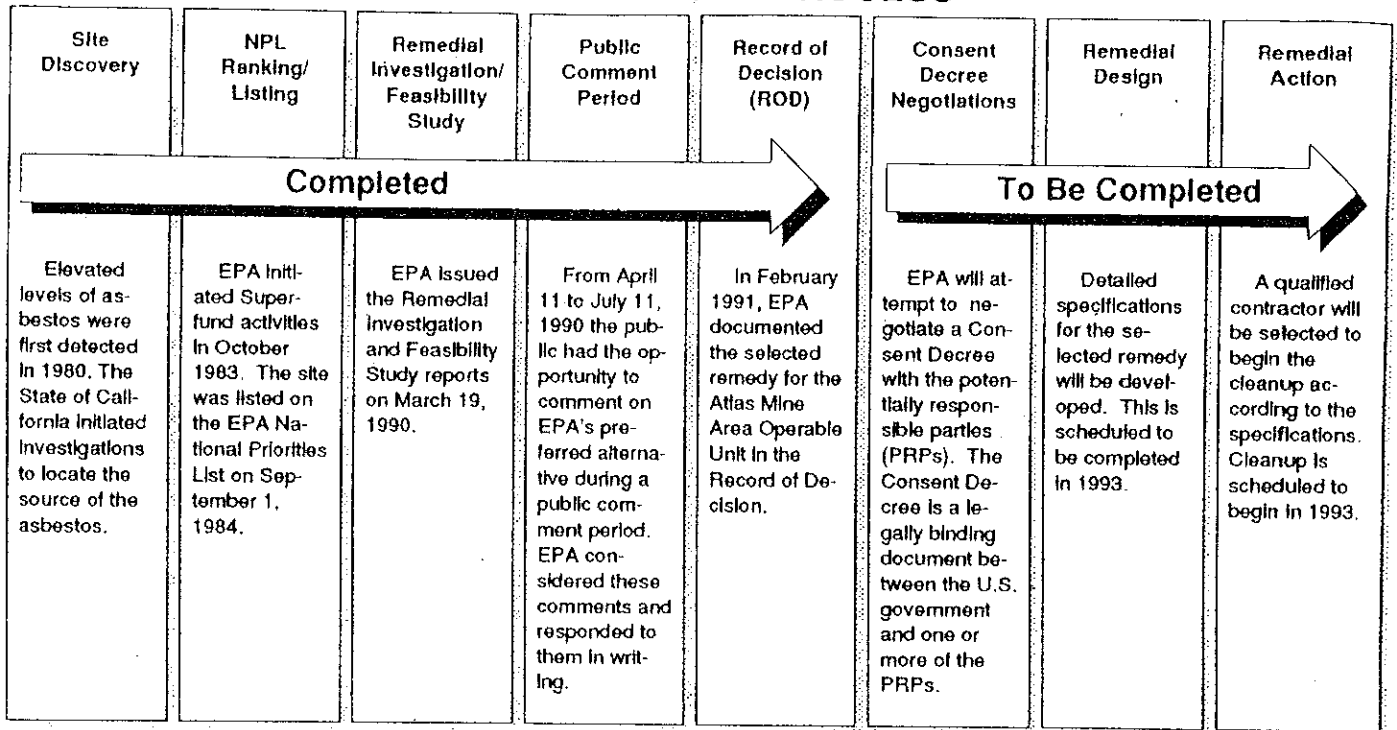 Site
Discovery
NPL
Ranking/
Listing
Remedial
Investigation/
Feasibility
Study
Public
Comment
Period
Record of
Decision
(ROD)
Consent
Decree
Negotiations
Remedial
Design
Remedial
Action
Completed
To Be Completed
Elevated
levels of as-
bestos were
first detected
in 1980. The
State of Cali-
fornia initiated
investigations
to locate the
source of the
asbestos.
EPA initi-
ated Super-
fund activities
in October
1983. The site
was listed on
the EPA Na-
tional Priorities
List on Sep-
tember 1,
1984.
EPA issued
the Remedial
Investigation
and Feasibility
Study reports
on March 19,
1990.
From April
11 to July 11,
1990 the pub-
lic had the op-
portunity to
comment on
EPA's pre-
ferred alterna-
tive during a
public com-
ment period.
EPA con-
sidered these
comments and
responded to
them in writ-
ing.
In February
1991, EPA
documented
the selected
remedy for the
Atlas Mine
Area Operable
Unit in the
Record of De-
cision.
EPA will at-
tempt to ne-
gotiate a Con-
sent Decree
with the poten-
tially respon-
sible parties
(PRPs). The
Consent De-
cree is a le-
gally binding
document be-
tween the U.S.
government
and one or
more of the
PRPs.
Detailed
specifications
for the se-
lected remedy
will be devel-
oped. This is
scheduled to
be completed
in 1993.
A qualified
contractor will
be selected to
begin the
cleanup ac-
cording to the
specifications.
Cleanup is
scheduled to
begin in 1993.